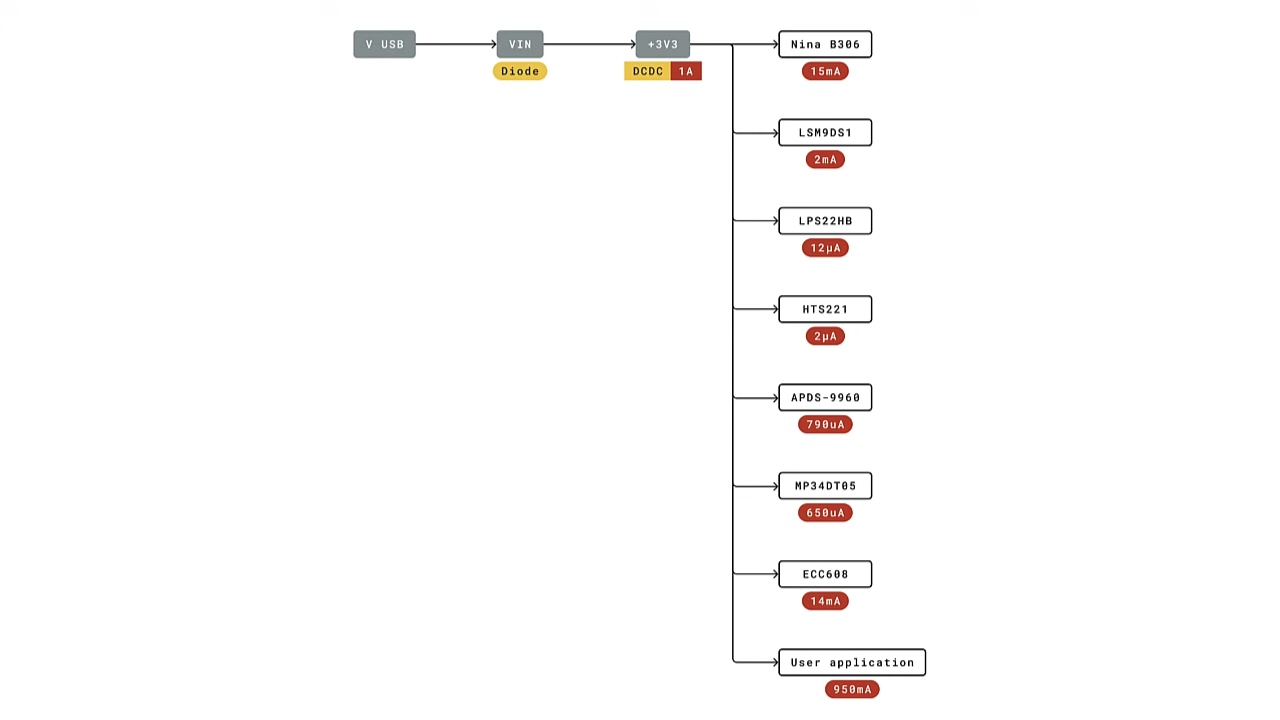 V USB
VIN
+3V3
Nina B306
Diode
DCDC
1A
15mA
LSM9DS1
2mA
LPS22HB
12µA
HTS221
2µA
APDS-9960
790uA
MP34DT05
650uA
ECC608
14mA
User application
950mA